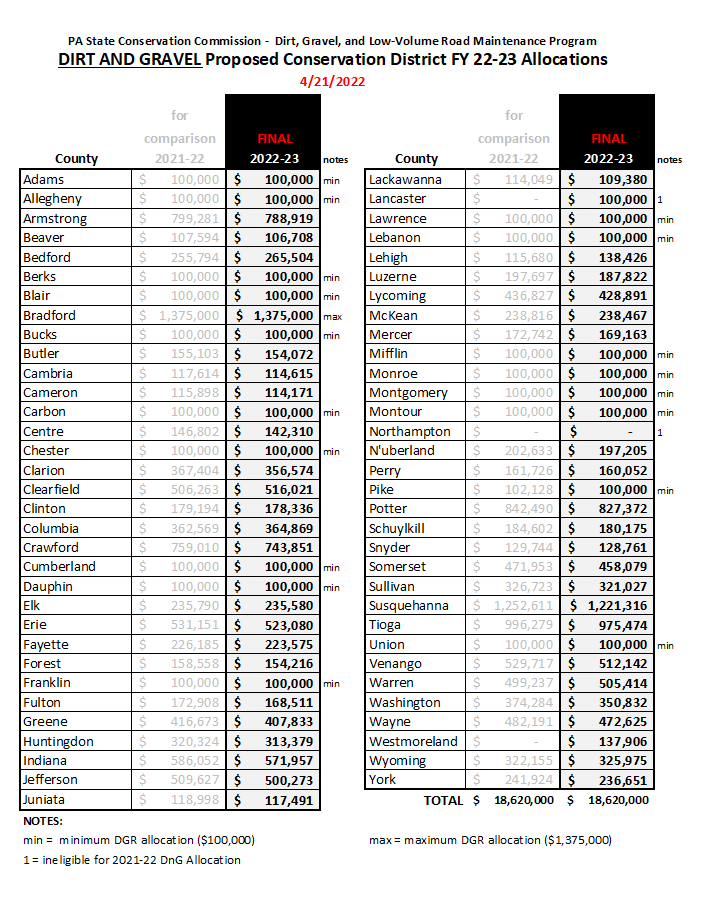 PA State Conservation Commission - Dirt, Gravel, and Low-Volume Road Maintenance Program
DIRT AND GRAVEL Proposed Conservation District FY 22-23 Allocations
4/21/2022
for comparison 2021-22
FINAL 2022-23
County notes
Adams $ 100,000 $ 100,000 min
Allegheny $ 100,000 $ 100,000 min
Armstrong $ 799,281 $ 788,919
Beaver $ 107,594 $ 106,708
Bedford $ 255,794 $ 265,504
Berks $ 100,000 $ 100,000 min
Blair $ 100,000 $ 100,000 min
Bradford $ 1,375,000 $ 1,375,000 max
Bucks $ 100,000 $ 100,000 min
Butler $ 155,103 $ 154,072
Cambria $ 117,614 $ 114,615
Cameron $ 115,898 $ 114,171
Carbon $ 100,000 $ 100,000 min
Centre $ 146,802 $ 142,310
Chester $ 100,000 $ 100,000 min
Clarion $ 367,404 $ 356,574
Clearfield $ 506,263 $ 516,021
Clinton $ 179,194 $ 178,336
Columbia $ 362,569 $ 364,869
Crawford $ 759,010 $ 743,851
Cumberland $ 100,000 $ 100,000 min
Dauphin $ 100,000 $ 100,000 min
Elk $ 235,790 $ 235,580
Erie $ 531,151 $ 523,080
Fayette $ 226,185 $ 223,575
Forest $ 158,558 $ 154,216
Franklin $ 100,000 $ 100,000 min
Fulton $ 172,908 $ 168,511
Greene $ 416,673 $ 407,833
Huntingdon $ 320,324 $ 313,379
Indiana $ 586,052 $ 571,957
Jefferson $ 509,627 $ 500,273
Juniata $ 118,998 $ 117,491
for comparison 2021-22
FINAL 2022-23
County notes
Lackawanna $ 114,049 $ 109,380
Lancaster $ - $ 100,000 1
Lawrence $ 100,000 $ 100,000 min
Lebanon $ 100,000 $ 100,000 min
Lehigh $ 115,680 $ 138,426
Luzerne $ 197,697 $ 187,822
Lycoming $ 436,827 $ 428,891
McKean $ 238,816 $ 238,467
Mercer $ 172,742 $ 169,163
Mifflin $ 100,000 $ 100,000 min
Monroe $ 100,000 $ 100,000 min
Montgomery $ 100,000 $ 100,000 min
Montour $ 100,000 $ 100,000 min
Northampton $ - $ - 1
N'uberland $ 202,633 $ 197,205
Perry $ 161,726 $ 160,052
Pike $ 102,128 $ 100,000 min
Potter $ 842,490 $ 827,372
Schuylkill $ 184,602 $ 180,175
Snyder $ 129,744 $ 128,761
Somerset $ 471,953 $ 458,079
Sullivan $ 326,723 $ 321,027
Susquehanna $ 1,252,611 $ 1,221,316
Tioga $ 996,279 $ 975,474
Union $ 100,000 $ 100,000 min
Venango $ 529,717 $ 512,142
Warren $ 499,237 $ 505,414
Washington $ 374,284 $ 350,832
Wayne $ 482,191 $ 472,625
Westmoreland $ - $ 137,906
Wyoming $ 322,155 $ 325,975
York $ 241,924 $ 236,651
TOTAL $ 18,620,000 $ 18,620,000
NOTES:
min = minimum DGR allocation ($100,000)
max = maximum DGR allocation ($1,375,000)
1 = ineligible for 2021-22 DnG Allocation